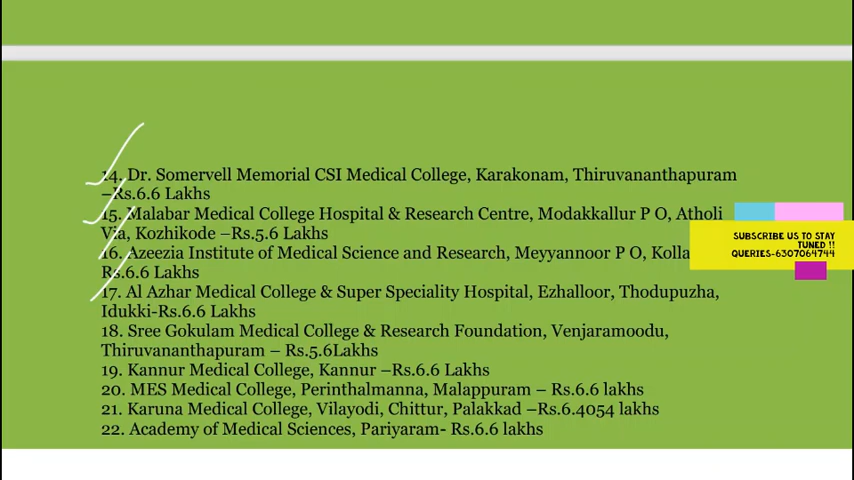 14. Dr. Somervell Memorial CSI Medical College, Karakonam, Thiruvananthapuram
–Rs.6.6 Lakhs
15. Malabar Medical College Hospital & Research Centre, Modakkallur P O, Atholi
Via, Kozhikode –Rs.5.6 Lakhs
16. Azeezia Institute of Medical Science and Research, Meyyannoor P O, Kolla
Rs.6.6 Lakhs
17. Al Azhar Medical College & Super Speciality Hospital, Ezhalloor, Thodupuzha,
Idukki-Rs.6.6 Lakhs
18. Sree Gokulam Medical College & Research Foundation, Venjaramoodu,
Thiruvananthapuram – Rs.5.6Lakhs
19. Kannur Medical College, Kannur –Rs.6.6 Lakhs
20. MES Medical College, Perinthalmanna, Malappuram – Rs.6.6 lakhs
21. Karuna Medical College, Vilayodi, Chittur, Palakkad –Rs.6.4054 lakhs
22. Academy of Medical Sciences, Pariyaram- Rs.6.6 lakhs
SUBSCRIBE US TO STAY
TUNED !!
QUERIES-6307064744